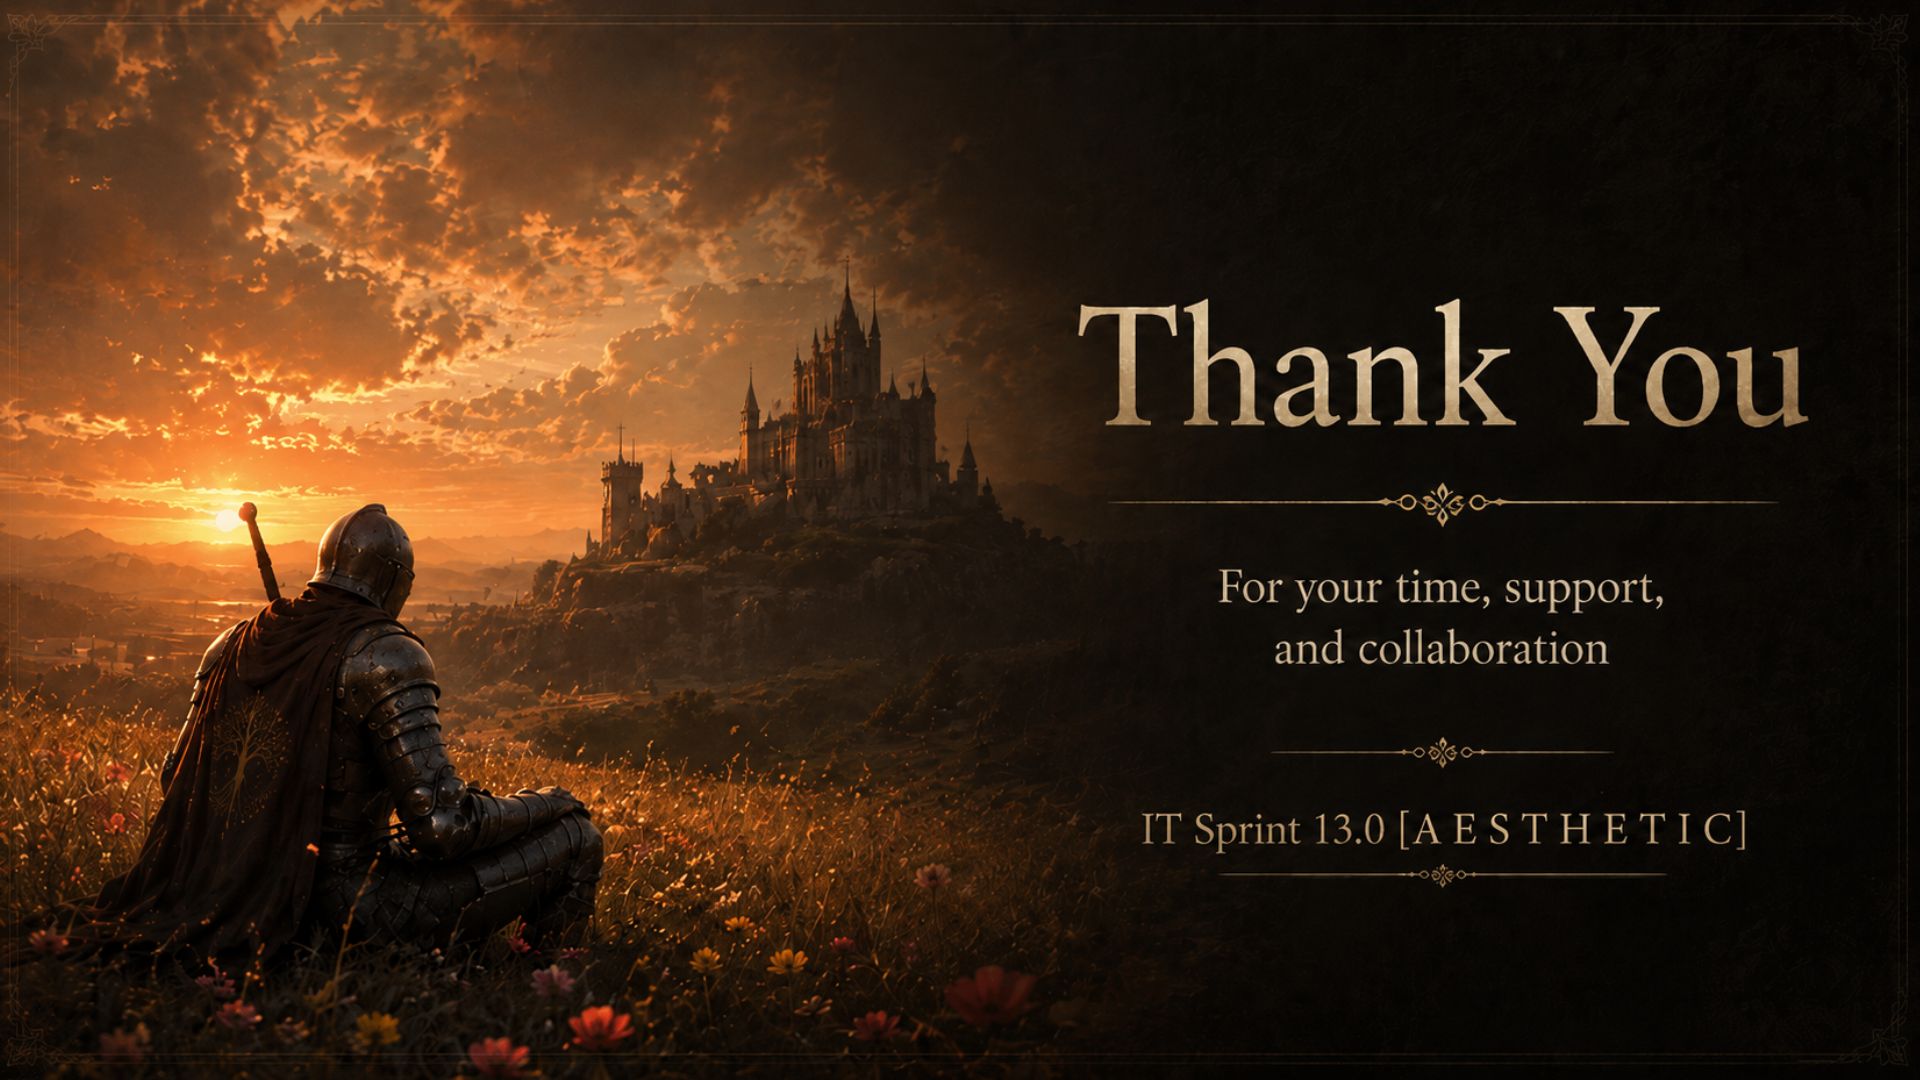 Thank You
For your time, support,
and collaboration
IT Sprint 13.0 [A E S T H E T I C]